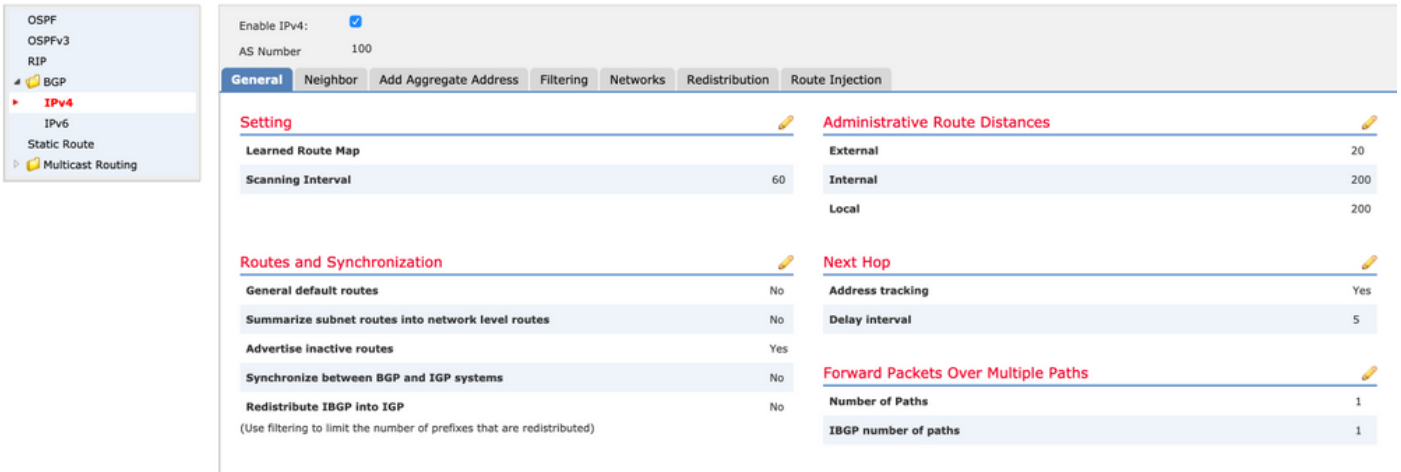 OSPF
OSPFv3
RIP
BGP
IPv4
IPv6
Static Route
Multicast Routing
Enable IPv4:
AS Number 100
General Neighbor Add Aggregate Address Filtering Networks Redistribution Route Injection
Setting
Learned Route Map
Scanning Interval 60
Administrative Route Distances
External 20
Internal 200
Local 200
Routes and Synchronization
General default routes No
Summarize subnet routes into network level routes No
Advertise inactive routes Yes
Synchronize between BGP and IGP systems No
Redistribute IBGP into IGP No
(Use filtering to limit the number of prefixes that are redistributed)
Next Hop
Address tracking Yes
Delay interval 5
Forward Packets Over Multiple Paths
Number of Paths 1
IBGP number of paths 1